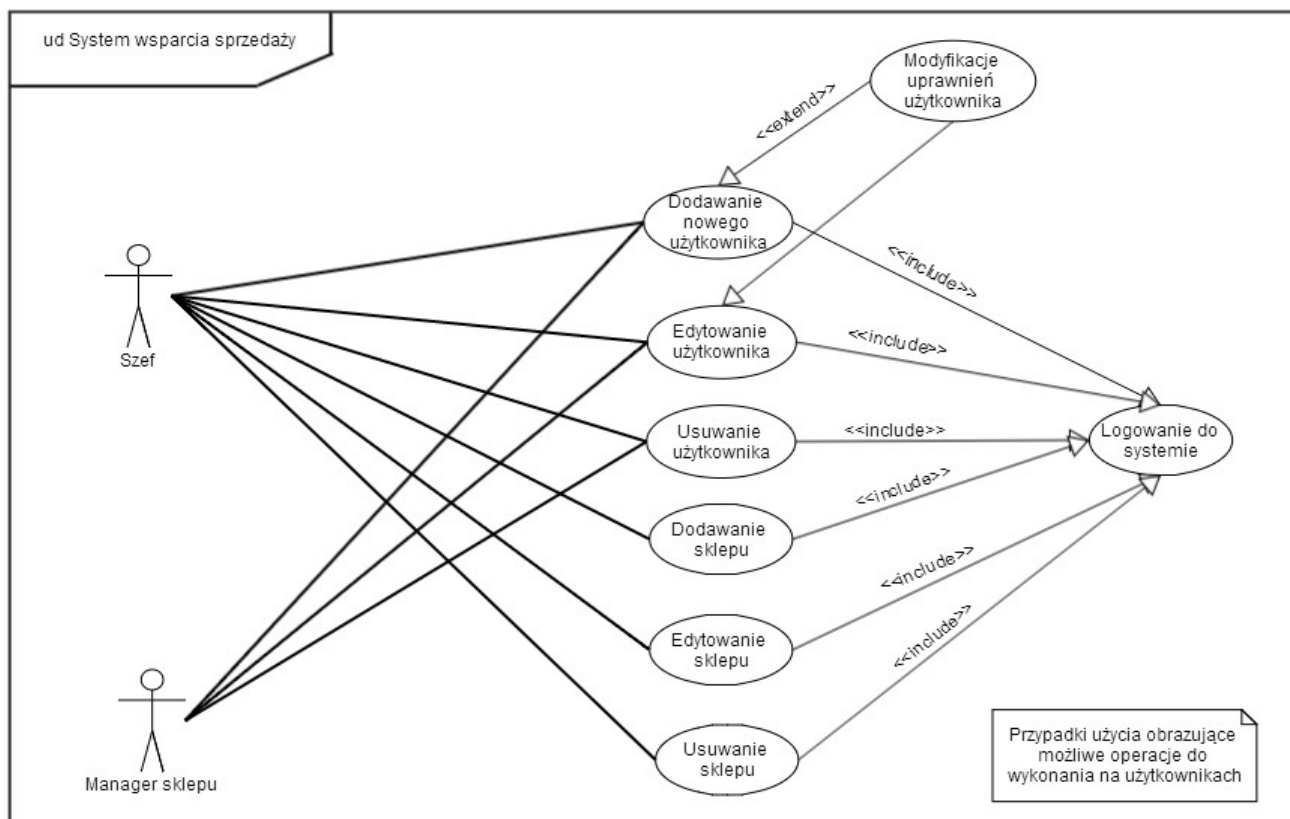 ud System wsparcia sprzedaży
Modyfikacje
uprawnień
użytkownika
<<extend>>
Dodawanie
nowego
użytkownika
<<include>>
Szef
Edytowanie
użytkownika
<<include>>
Usuwanie
użytkownika
<<include>>
Logowanie do
systemie
Dodawanie
sklepu
<<include>>
Edytowanie
sklepu
<<include>>
Usuwanie
sklepu
<<include>>
Manager sklepu
Przypadki użycia obrazujące
możliwe operacje do
wykonania na użytkownikach